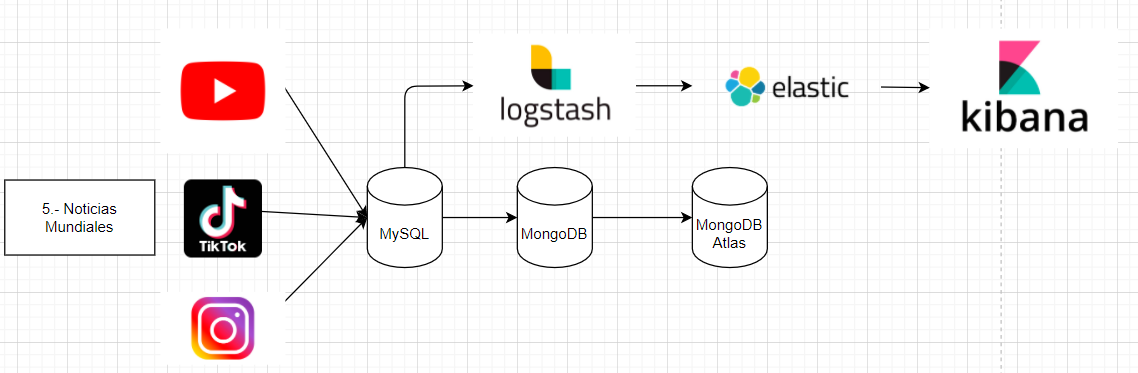 logstash
elastic
kibana
5.- Noticias
Mundiales
TikTok
MySQL
MongoDB
MongoDB
Atlas